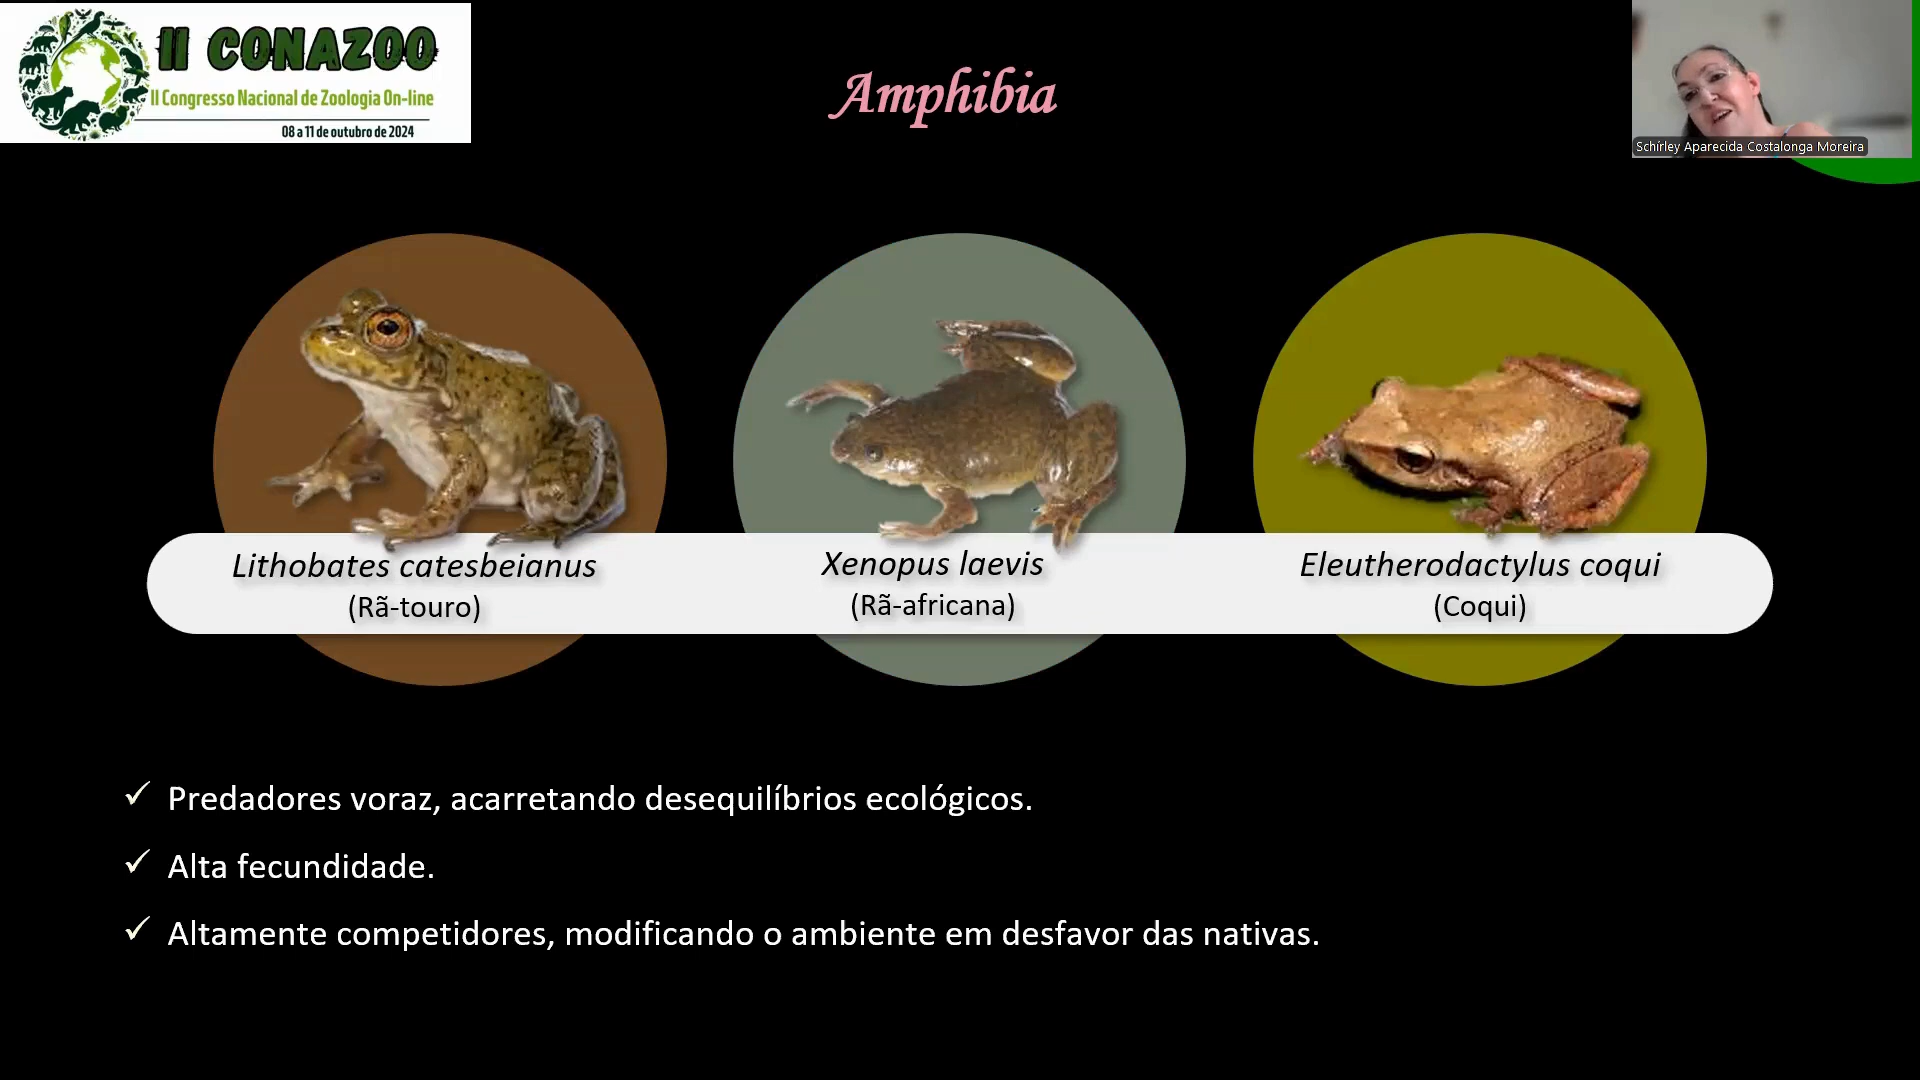 II CONAZOO
II Congresso Nacional de Zoologia On-line
08 a 11 de outubro de 2024
Amphibia
Schírley Aparecida Costalonga Moreira
Lithobates catesbeianus
(Rã-touro)
Xenopus laevis
(Rã-africana)
Eleutherodactylus coqui
(Coqui)
✓ Predadores voraz, acarretando desequilíbrios ecológicos.
✓ Alta fecundidade.
✓ Altamente competidores, modificando o ambiente em desfavor das nativas.